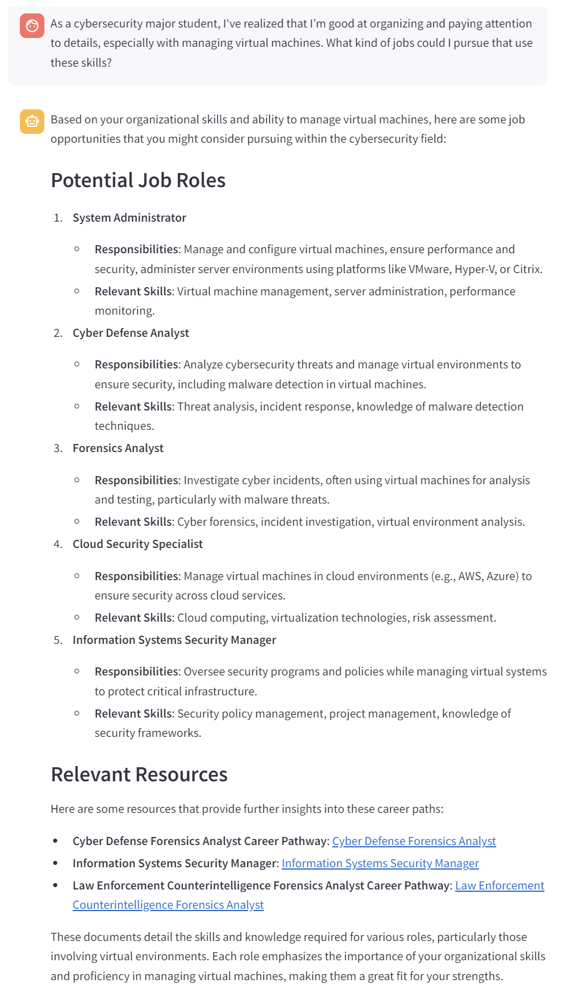 As a cybersecurity major student, I've realized that I’m good at organizing and paying attention
to details, especially with managing virtual machines. What kind of jobs could I pursue that use
these skills?
Based on your organizational skills and ability to manage virtual machines, here are some job
opportunities that you might consider pursuing within the cybersecurity field:
Potential Job Roles
1. System Administrator
○ Responsibilities: Manage and configure virtual machines, ensure performance and
security, administer server environments using platforms like VMware, Hyper-V, or Citrix.
○ Relevant Skills: Virtual machine management, server administration, performance
monitoring.
2. Cyber Defense Analyst
○ Responsibilities: Analyze cybersecurity threats and manage virtual environments to
ensure security, including malware detection in virtual machines.
○ Relevant Skills: Threat analysis, incident response, knowledge of malware detection
techniques.
3. Forensics Analyst
○ Responsibilities: Investigate cyber incidents, often using virtual machines for analysis
and testing, particularly with malware threats.
○ Relevant Skills: Cyber forensics, incident investigation, virtual environment analysis.
4. Cloud Security Specialist
○ Responsibilities: Manage virtual machines in cloud environments (e.g., AWS, Azure) to
ensure security across cloud services.
○ Relevant Skills: Cloud computing, virtualization technologies, risk assessment.
5. Information Systems Security Manager
○ Responsibilities: Oversee security programs and policies while managing virtual systems
to protect critical infrastructure.
○ Relevant Skills: Security policy management, project management, knowledge of
security frameworks.
Relevant Resources
Here are some resources that provide further insights into these career paths:
• Cyber Defense Forensics Analyst Career Pathway: Cyber Defense Forensics Analyst
• Information Systems Security Manager: Information Systems Security Manager
• Law Enforcement Counterintelligence Forensics Analyst Career Pathway: Law Enforcement
Counterintelligence Forensics Analyst
These documents detail the skills and knowledge required for various roles, particularly those
involving virtual environments. Each role emphasizes the importance of your organizational skills
and proficiency in managing virtual machines, making them a great fit for your strengths.